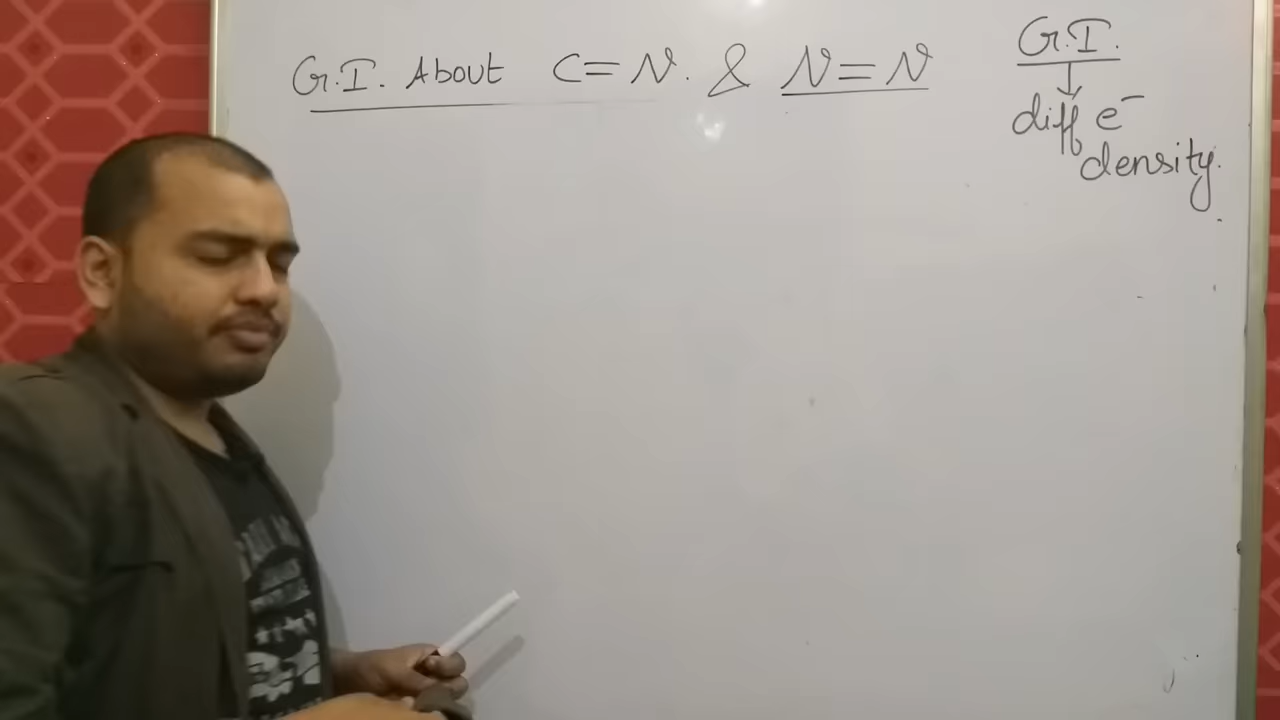 G.I. About C=N. & N=N
G.I.
↓
diff e⁻
density.